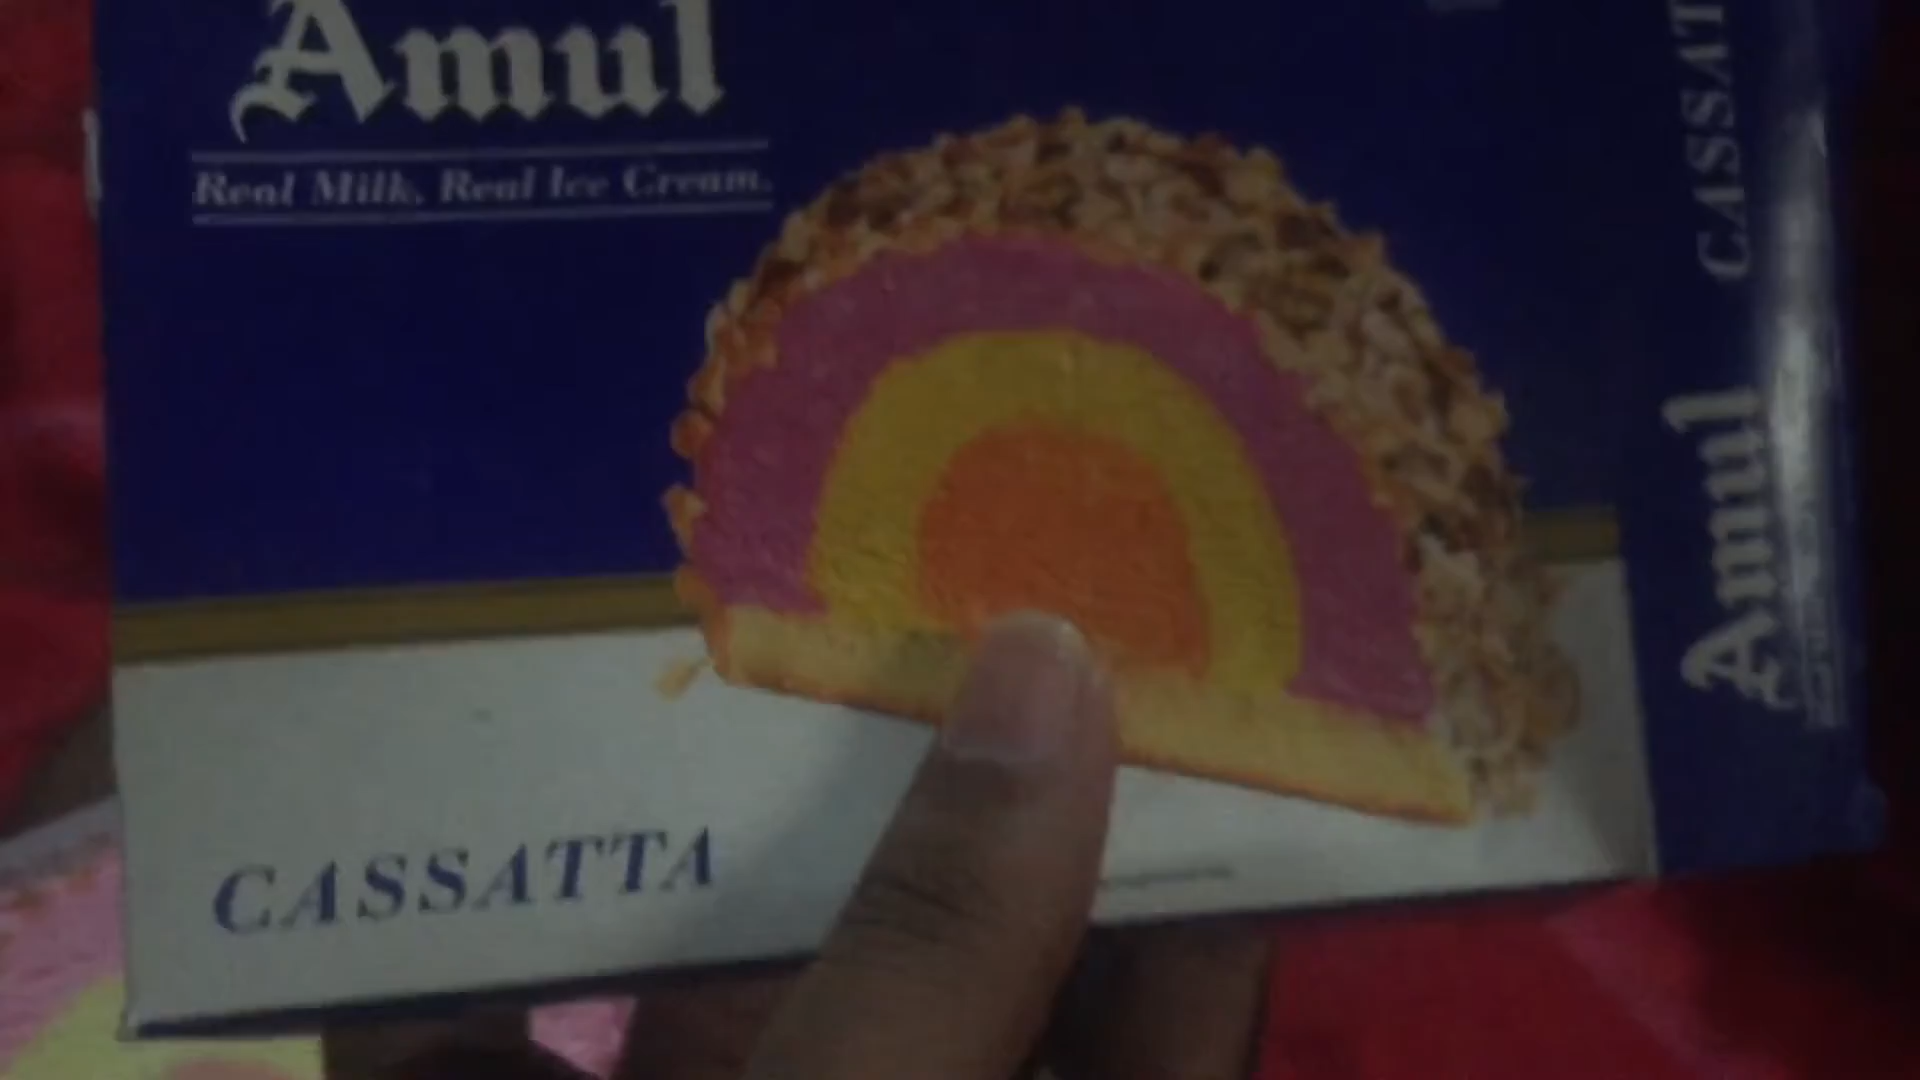 Amul
Real Milk. Real Ice Cream.
CASSATTA
Amul
CASSAT